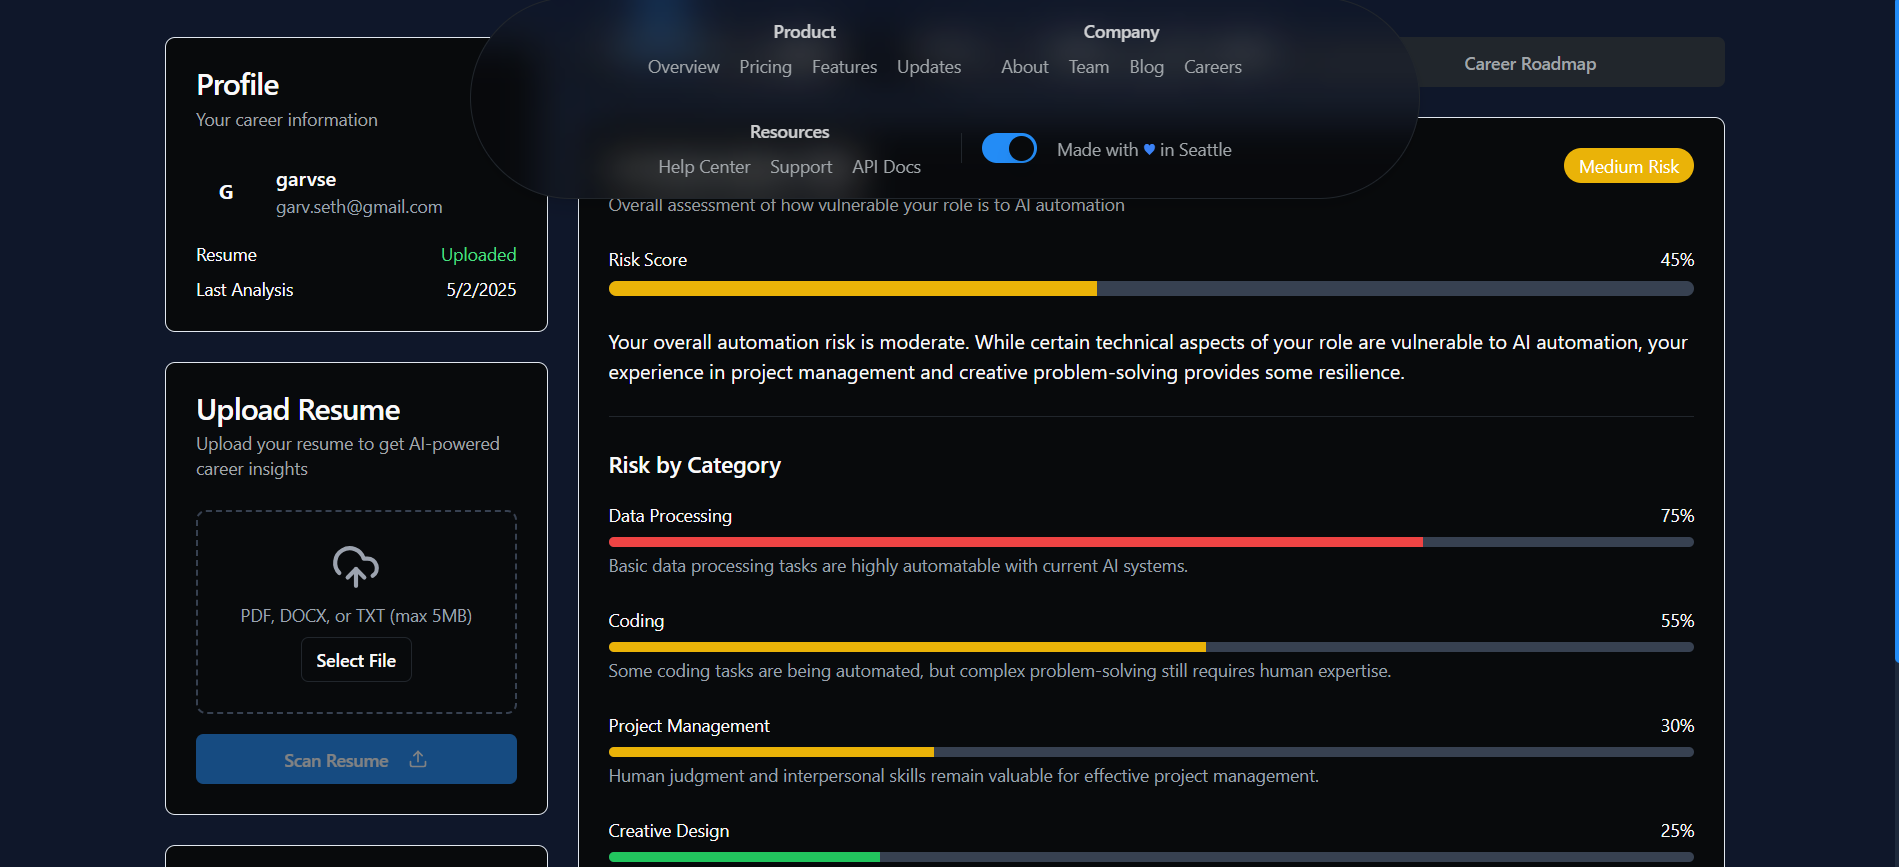 Product
Overview Pricing Features Updates
Company
About Team Blog Careers
Resources
Help Center Support API Docs
Made with in Seattle
Career Roadmap
Profile
Your career information
G
garvse
garv.seth@gmail.com
Resume Uploaded
Last Analysis 5/2/2025
Upload Resume
Upload your resume to get AI-powered
career insights
PDF, DOCX, or TXT (max 5MB)
Select File
Scan Resume
Medium Risk
Overall assessment of how vulnerable your role is to AI automation
Risk Score 45%
Your overall automation risk is moderate. While certain technical aspects of your role are vulnerable to AI automation, your
experience in project management and creative problem-solving provides some resilience.
Risk by Category
Data Processing 75%
Basic data processing tasks are highly automatable with current AI systems.
Coding 55%
Some coding tasks are being automated, but complex problem-solving still requires human expertise.
Project Management 30%
Human judgment and interpersonal skills remain valuable for effective project management.
Creative Design 25%